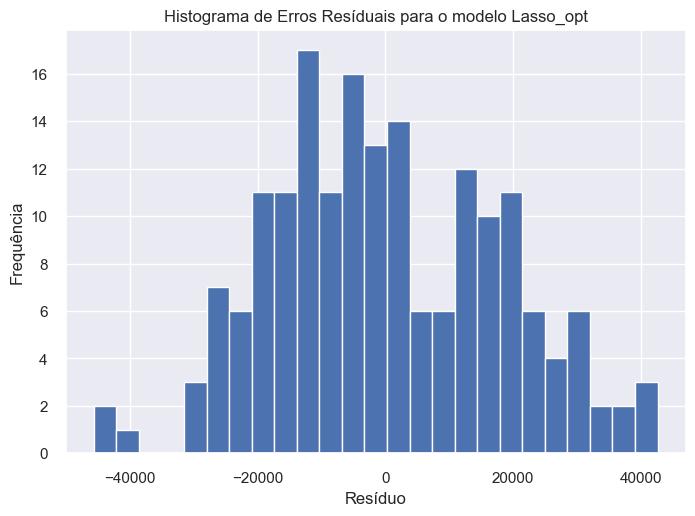 Histograma de Erros Resíduais para o modelo Lasso_opt
16
14
12
10
8
6
4
2
0
Frequência
−40000 −20000 0 20000 40000
Resíduo